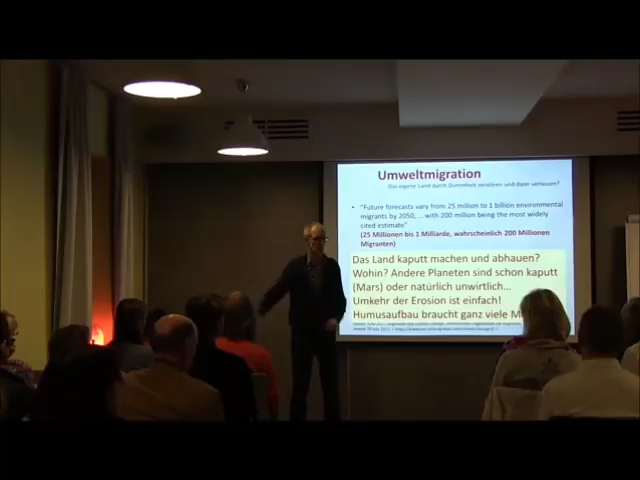 Umweltmigration
Das eigene Land durch Dummheit zerstören und dann verlassen?
• "Future forecasts vary from 25 million to 1 billion environmental
migrants by 2050, ... with 200 million being the most widely
cited estimate"
(25 Millionen bis 1 Milliarde, wahrscheinlich 200 Millionen
Migranten)
Das Land kaputt machen und abhauen?
Wohin? Andere Planeten sind schon kaputt
(Mars) oder natürlich unwirtlich...
Umkehr der Erosion ist einfach!
Humusaufbau braucht ganz viele